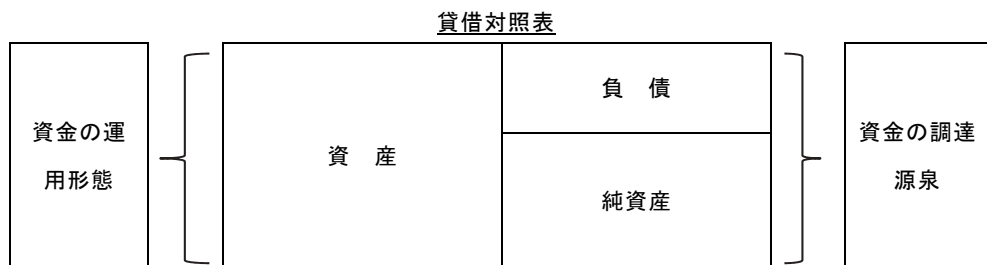 貸借対照表
資金の運
用形態
資　産
負　債
純資産
資金の調達
源泉